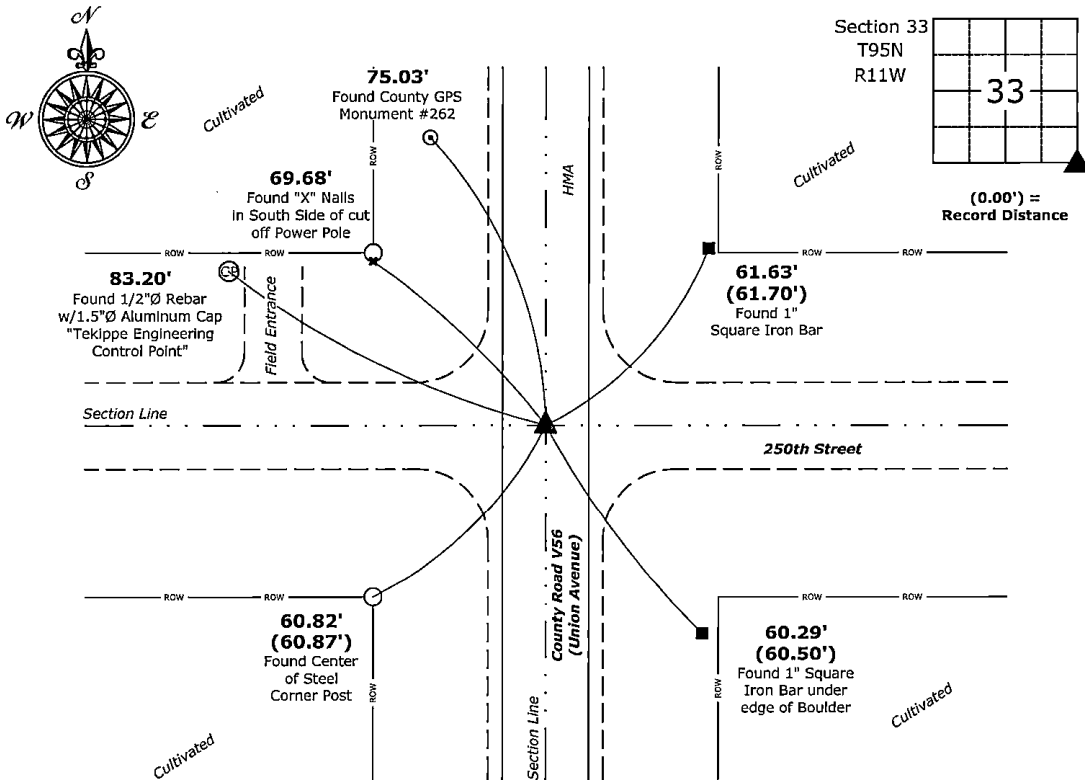 N
W
E
S
Cultivated
75.03'
Found County GPS
Monument #262
ROW
HMA
Cultivated
Section 33
T95N
R11W
33
(0.00') =
Record Distance
69.68'
Found "X" Nails
in South Side of cut
off Power Pole
ROW
ROW
ROW
ROW
83.20'
Found 1/2"Ø Rebar
w/1.5"Ø Aluminum Cap
"Tekippe Engineering
Control Point"
CP
Field Entrance
61.63'
(61.70')
Found 1"
Square Iron Bar
ROW
Section Line
250th Street
County Road V56
(Union Avenue)
ROW
ROW
ROW
ROW
60.82'
(60.87')
Found Center
of Steel
Corner Post
ROW
60.29'
(60.50')
Found 1" Square
Iron Bar under
edge of Boulder
ROW
Cultivated
Section Line
Cultivated